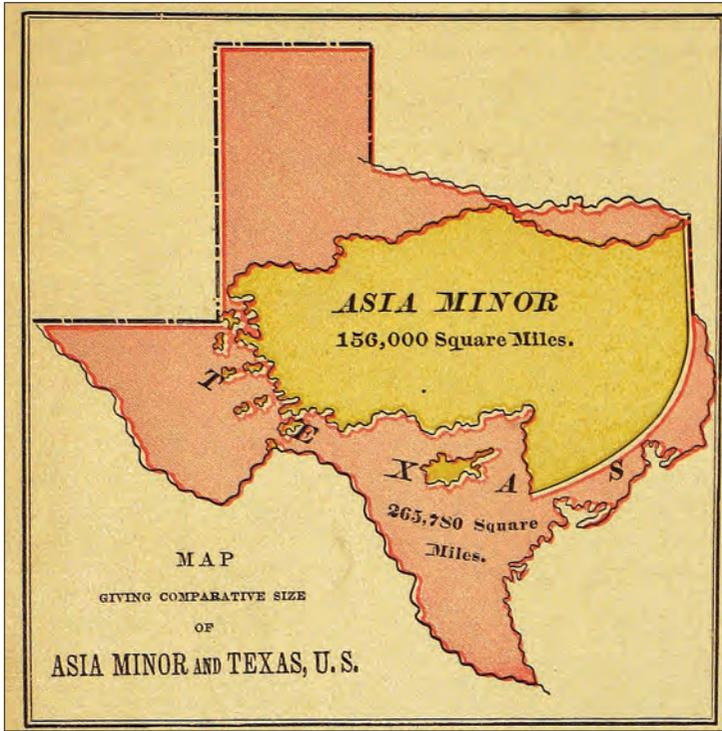 ASIA MINOR
156,000 Square Miles.
TEXAS
265,780 Square
Miles.
MAP
GIVING COMPARATIVE SIZE
OF
ASIA MINOR AND TEXAS, U.S.